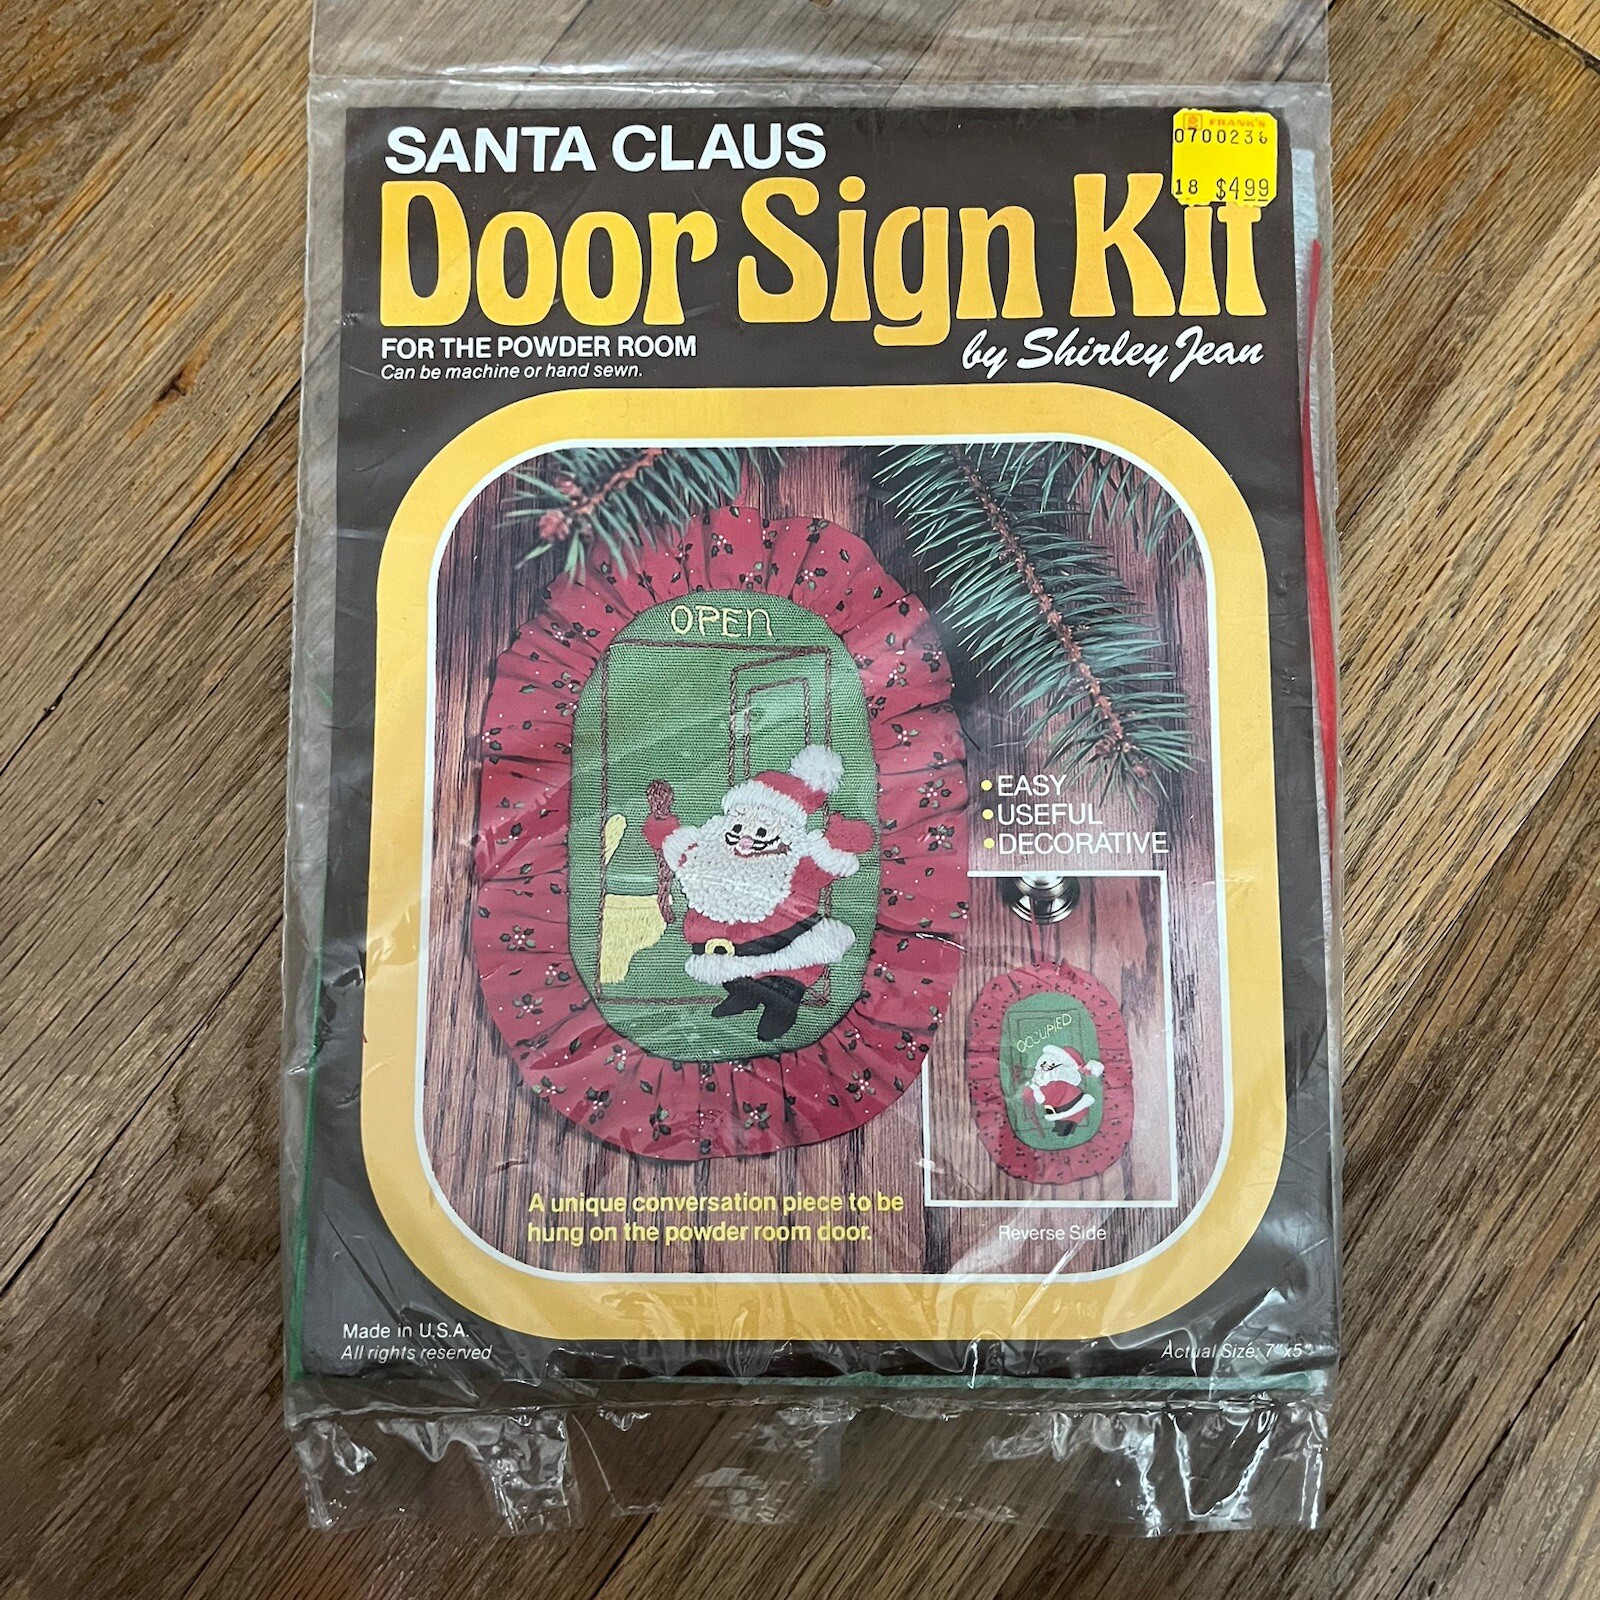 FRANK'S
0700236
18 $4.99
SANTA CLAUS
Door Sign Kit
FOR THE POWDER ROOM
Can be machine or hand sewn.
by Shirley Jean
OPEN
• EASY
• USEFUL
• DECORATIVE
OCCUPIED
A unique conversation piece to be
hung on the powder room door.
Reverse Side
Made in U.S.A.
All rights reserved
Actual Size: 7"x5"